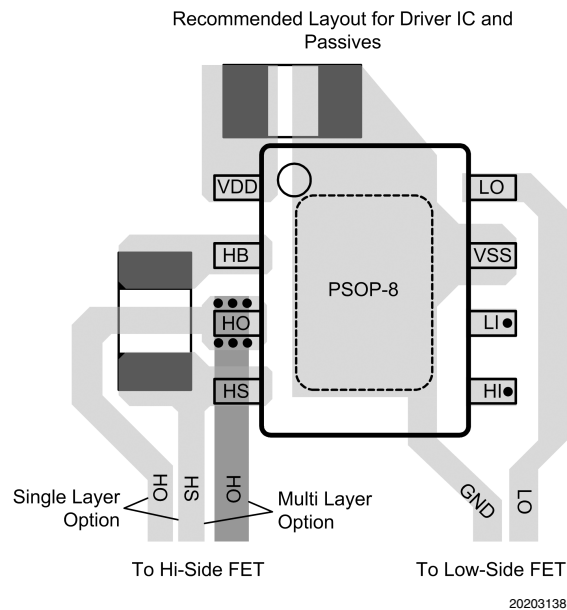 Recommended Layout for Driver IC and
Passives
VDD
LO
HB
VSS
PSOP-8
HO
LI
HS
HI
HO
HS
HO
GND
LO
Single Layer
Option
Multi Layer
Option
To Hi-Side FET
To Low-Side FET
20203138